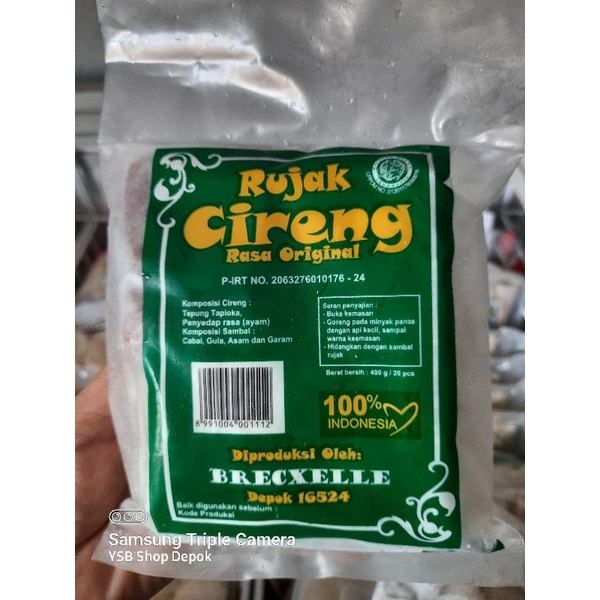 Rujak
Cireng
Rasa Original
P-IRT NO. 2063276010176 - 24
Komposisi Cireng :
Tepung Tapioka,
Penyedap rasa (ayam)
Komposisi Sambal :
Cabai, Gula, Asam dan Garam
Saran penyajian :
- Buka kemasan
- Goreng pada minyak panas
dengan api kecil, sampai
warna keemasan
- Hidangkan dengan sambal
rujak
Berat bersih : 400 g / 20 pcs
8 991004 001112
100%
INDONESIA
Diproduksi Oleh:
BRECXELLE
Depok 16524
Baik digunakan sebelum :
Kode Produksi
Samsung Triple Camera
YSB Shop Depok